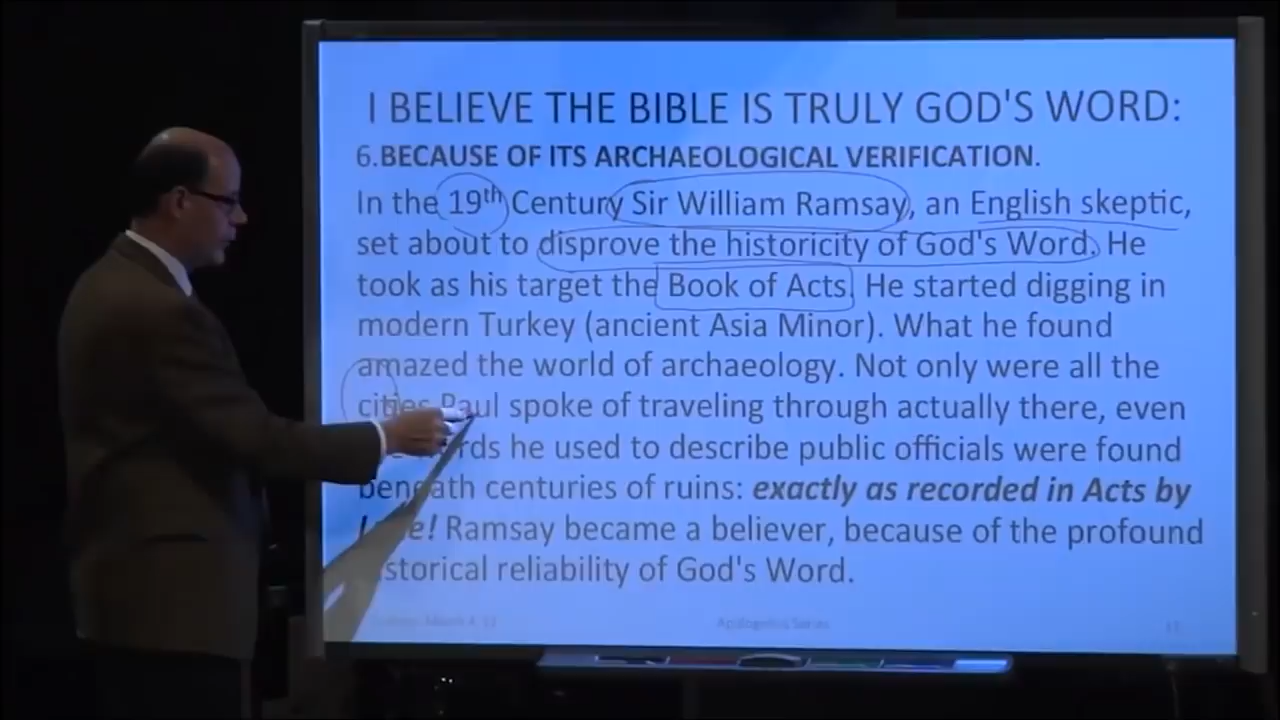 I BELIEVE THE BIBLE IS TRULY GOD'S WORD:
6.BECAUSE OF ITS ARCHAEOLOGICAL VERIFICATION.
In the 19th Century Sir William Ramsay, an English skeptic,
set about to disprove the historicity of God's Word. He
took as his target the Book of Acts. He started digging in
modern Turkey (ancient Asia Minor). What he found
amazed the world of archaeology. Not only were all the
cities Paul spoke of traveling through actually there, even
he used to describe public officials were found
beneath centuries of ruins: exactly as recorded in Acts by
Ramsay became a believer, because of the profound
historical reliability of God's Word.
Apologetics Series